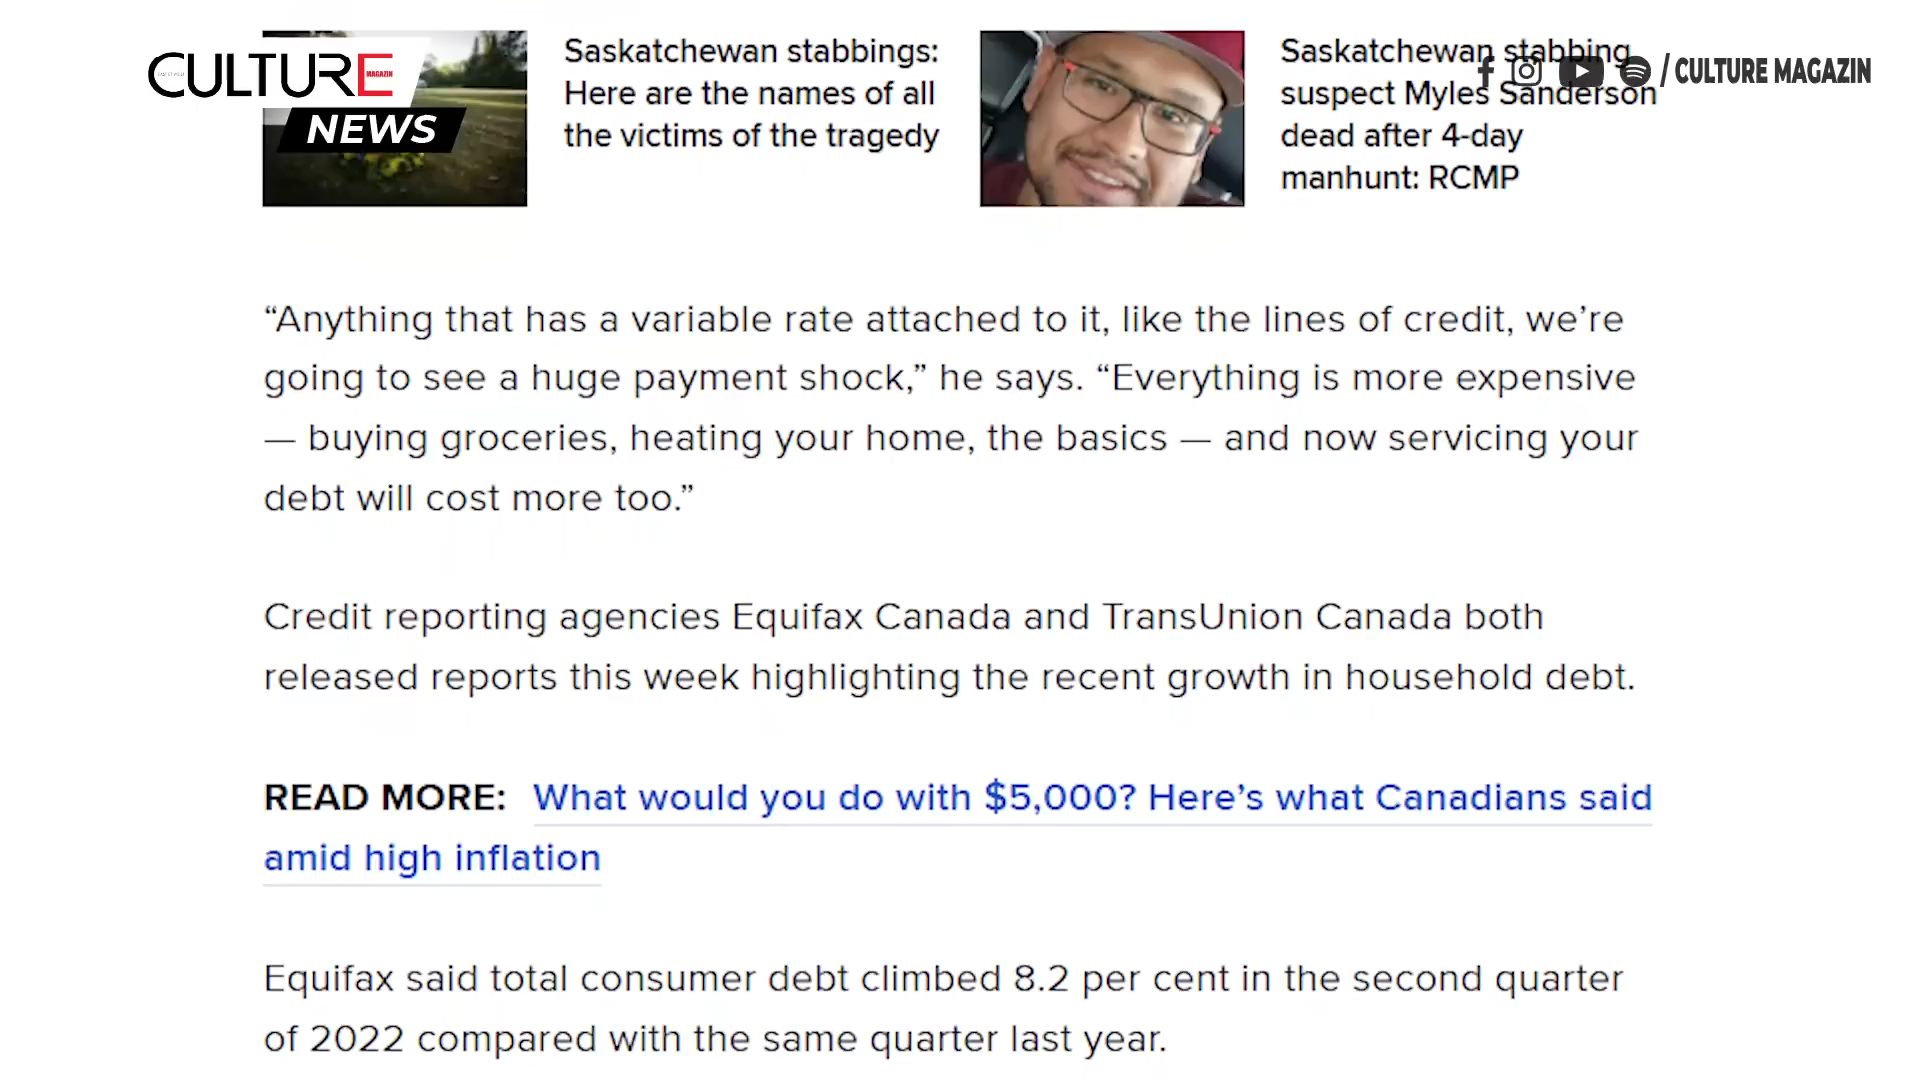 CULTURE
MAGAZIN
NEWS
Saskatchewan stabbings:
Here are the names of all
the victims of the tragedy
Saskatchewan stabbing
suspect Myles Sanderson
dead after 4-day
manhunt: RCMP
/ CULTURE MAGAZIN
“Anything that has a variable rate attached to it, like the lines of credit, we’re
going to see a huge payment shock,” he says. “Everything is more expensive
— buying groceries, heating your home, the basics — and now servicing your
debt will cost more too.”
Credit reporting agencies Equifax Canada and TransUnion Canada both
released reports this week highlighting the recent growth in household debt.
READ MORE: What would you do with $5,000? Here’s what Canadians said
amid high inflation
Equifax said total consumer debt climbed 8.2 per cent in the second quarter
of 2022 compared with the same quarter last year.